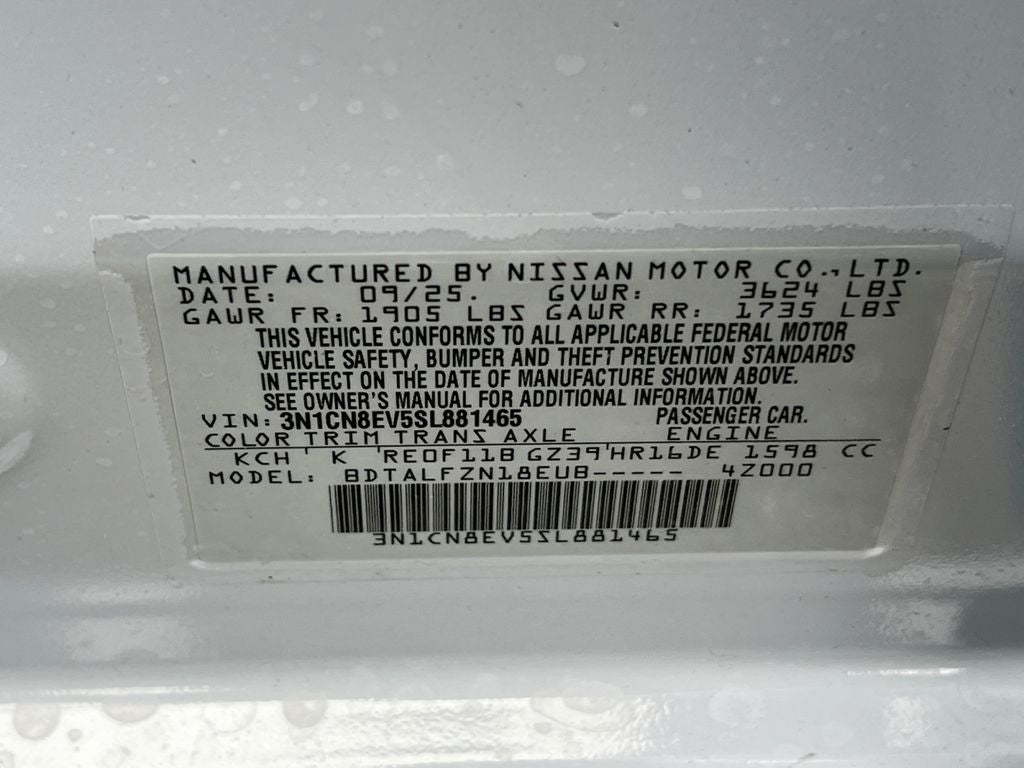 MANUFACTURED BY NISSAN MOTOR CO., LTD.
DATE: 09/25. GVWR: 3624 LBS
GAWR FR: 1905 LBS GAWR RR: 1735 LBS
THIS VEHICLE CONFORMS TO ALL APPLICABLE FEDERAL MOTOR
VEHICLE SAFETY, BUMPER AND THEFT PREVENTION STANDARDS
IN EFFECT ON THE DATE OF MANUFACTURE SHOWN ABOVE.
SEE OWNER'S MANUAL FOR ADDITIONAL INFORMATION.
VIN: 3N1CN8EV5SL881465 PASSENGER CAR.
COLOR TRIM TRANS AXLE ENGINE
KCH K RE0F11B GZ39 HR16DE 1598 CC
MODEL: BDTALFZN18EUB----- 4Z000
3N1CN8EV5SL881465